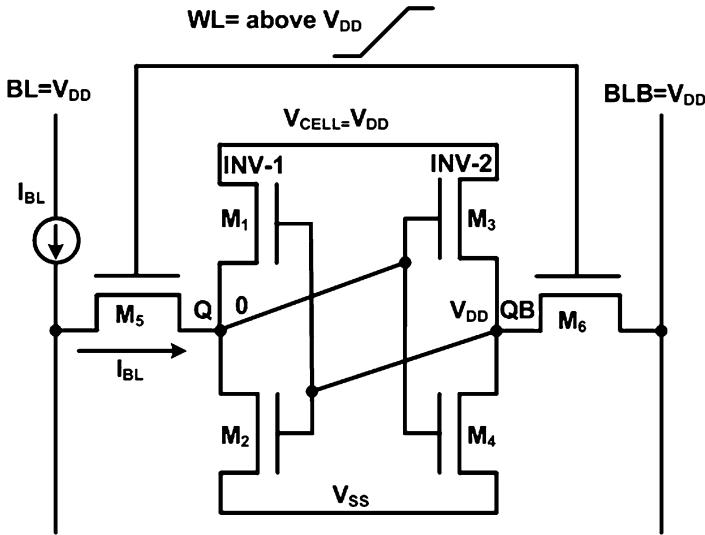 WL= above VDD
BL=VDD
BLB=VDD
VCELL=VDD
INV-1
INV-2
IBL
M1
M3
Q
0
VDD
QB
M5
M6
IBL
M2
M4
VSS